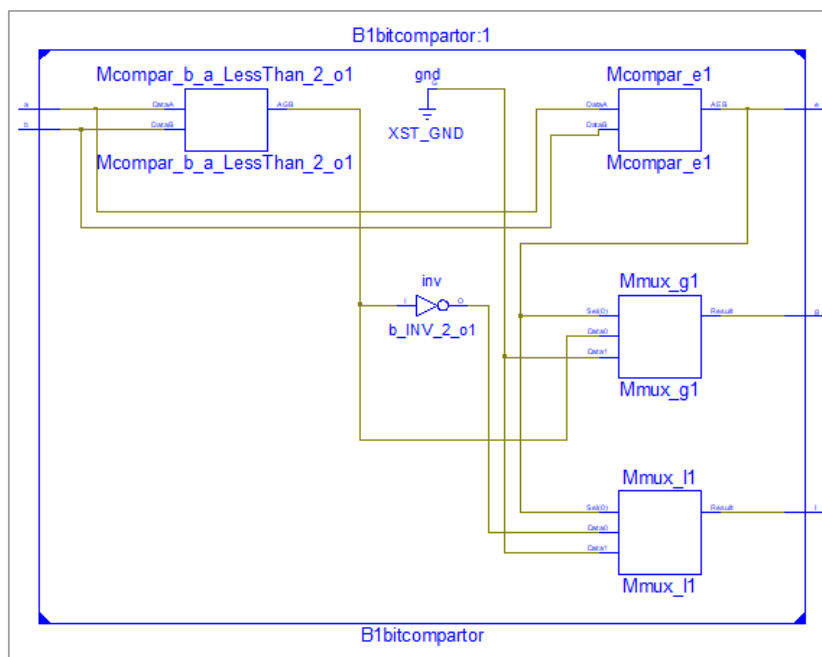 B1bitcompartor:1
Mcompar_b_a_LessThan_2_o1
gnd
Mcompar_e1
a
DataA
AGB
G
DataA
AEB
e
b
DataB
DataB
XST_GND
Mcompar_b_a_LessThan_2_o1
Mcompar_e1
inv
Mmux_g1
I
O
b_INV_2_o1
Sel(0)
Result
g
Data0
Data1
Mmux_g1
Mmux_l1
Sel(0)
Result
l
Data0
Data1
Mmux_l1
B1bitcompartor